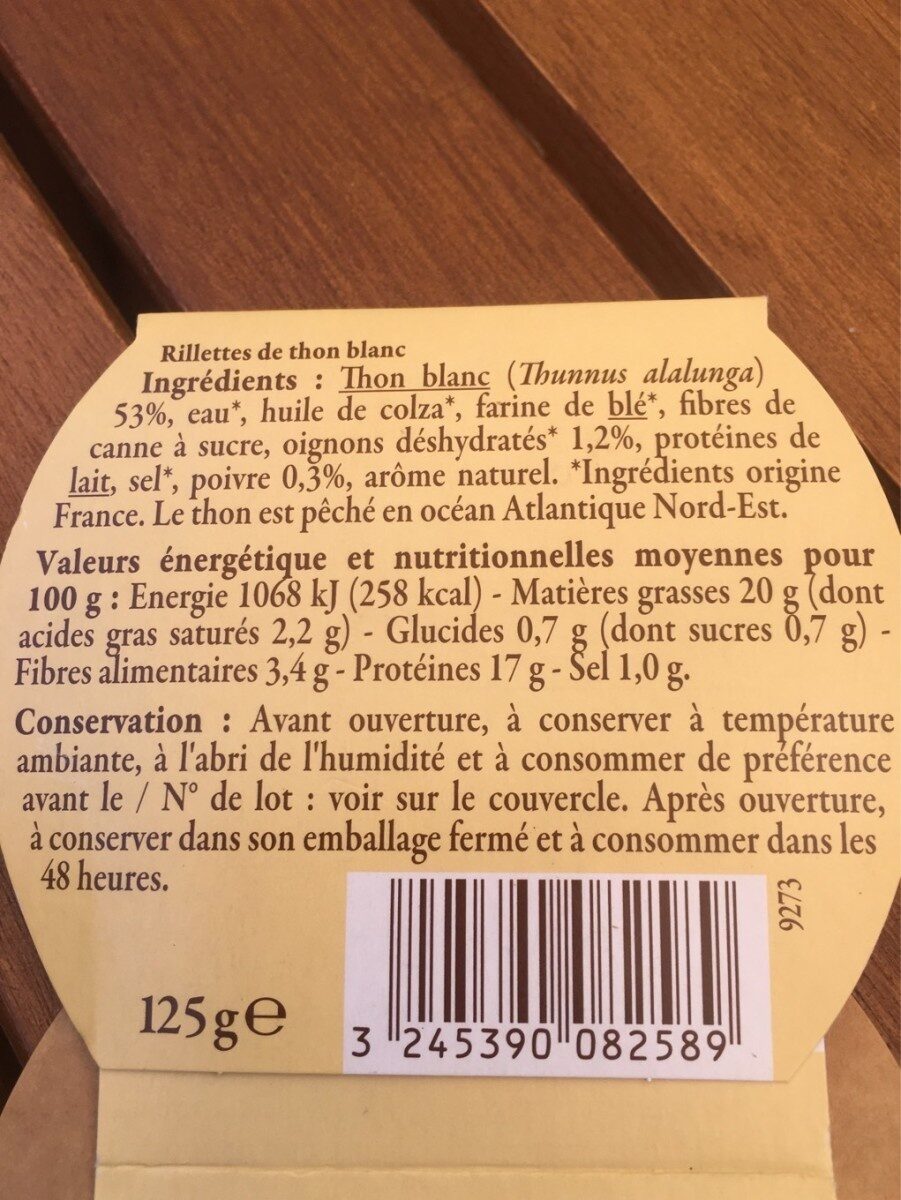 Rillettes de thon blanc
Ingrédients : Thon blanc (Thunnus alalunga)
53%, eau*, huile de colza*, farine de blé*, fibres de
canne à sucre, oignons déshydratés* 1,2%, protéines de
lait, sel*, poivre 0,3%, arôme naturel. *Ingrédients origine
France. Le thon est pêché en océan Atlantique Nord-Est.
Valeurs énergétique et nutritionnelles moyennes pour
100 g : Energie 1068 kJ (258 kcal) - Matières grasses 20 g (dont
acides gras saturés 2,2 g) - Glucides 0,7 g (dont sucres 0,7 g) -
Fibres alimentaires 3,4 g - Protéines 17 g - Sel 1,0 g.
Conservation : Avant ouverture, à conserver à température
ambiante, à l'abri de l'humidité et à consommer de préférence
avant le / N° de lot : voir sur le couvercle. Après ouverture,
à conserver dans son emballage fermé et à consommer dans les
48 heures.
9273
125 g e
3 245390 082589